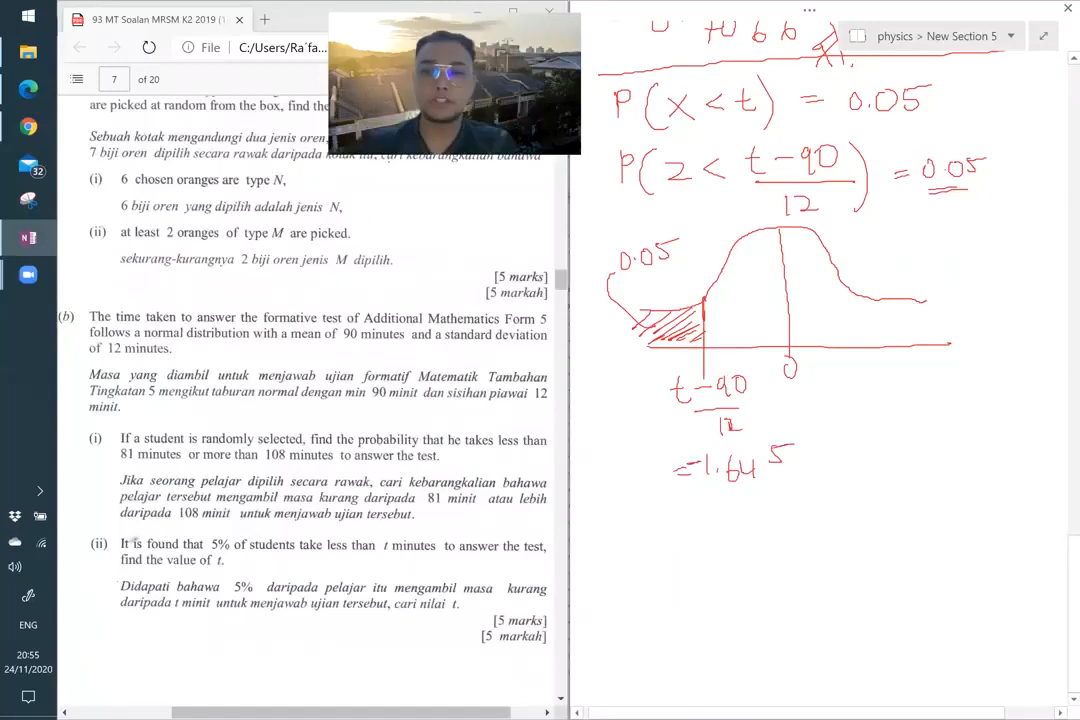 93 MT Soalan MRSM K2 2019 (1
File
C:/Users/Ra'fa...
7
of 20
are picked at random from the box, find the
Sebuah kotak mengandungi dua jenis oren.
7 biji oren dipilih secara rawak daripada kotak itu, cari kebarangkalian bahawa
(i) 6 chosen oranges are type N,
6 biji oren yang dipilih adalah jenis N,
(ii) at least 2 oranges of type M are picked.
sekurang-kurangnya 2 biji oren jenis M dipilih.
[5 marks]
[5 markah]
(b) The time taken to answer the formative test of Additional Mathematics Form 5
follows a normal distribution with a mean of 90 minutes and a standard deviation
of 12 minutes.
Masa yang diambil untuk menjawab ujian formatif Matematik Tambahan
Tingkatan 5 mengikut taburan normal dengan min 90 minit dan sisihan piawai 12
minit.
(i) If a student is randomly selected, find the probability that he takes less than
81 minutes or more than 108 minutes to answer the test.
Jika seorang pelajar dipilih secara rawak, cari kebarangkalian bahawa
pelajar tersebut mengambil masa kurang daripada 81 minit atau lebih
daripada 108 minit untuk menjawab ujian tersebut.
(ii) It is found that 5% of students take less than t minutes to answer the test,
find the value of t.
Didapati bahawa 5% daripada pelajar itu mengambil masa kurang
daripada t minit untuk menjawab ujian tersebut, cari nilai t.
[5 marks]
[5 markah]
32
ENG
20:55
24/11/2020
physics > New Section 5
P(x < t) = 0.05
P(z < t-90
12) = 0.05
0.05
0
t-90
12
=-1.645